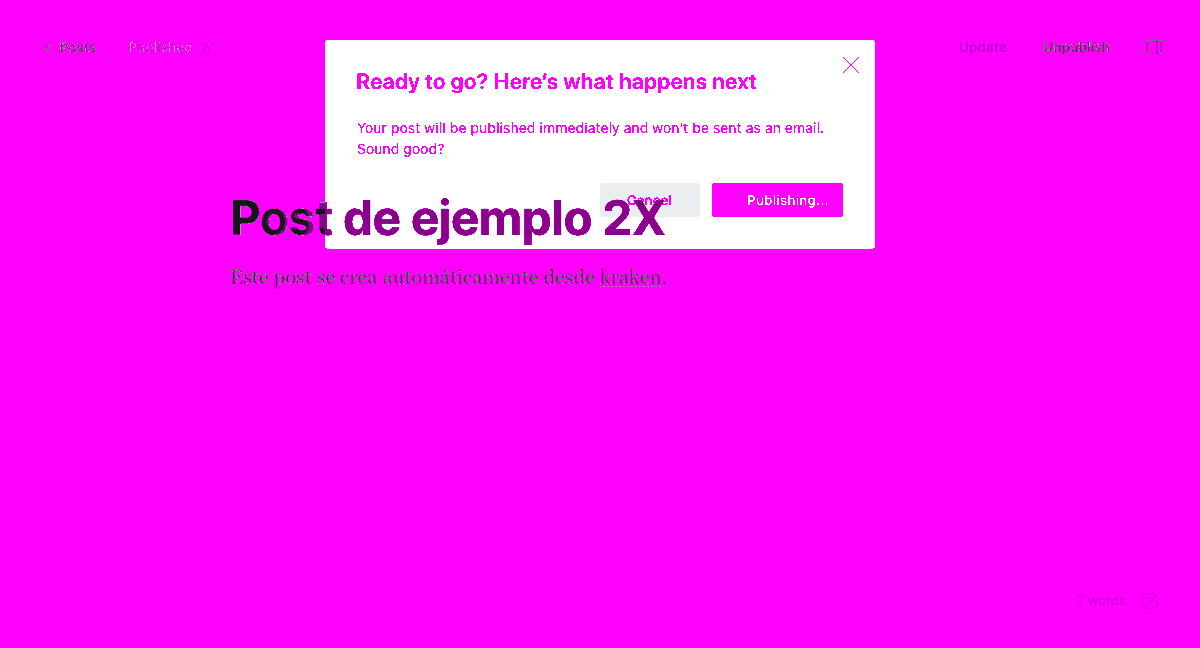 Posts Published Update Unpublish
Ready to go? Here's what happens next
Your post will be published immediately and won't be sent as an email.
Sound good?
Cancel Publishing...
Post de ejemplo 2X
Este post se crea automáticamente desde kraken.
7 words ?